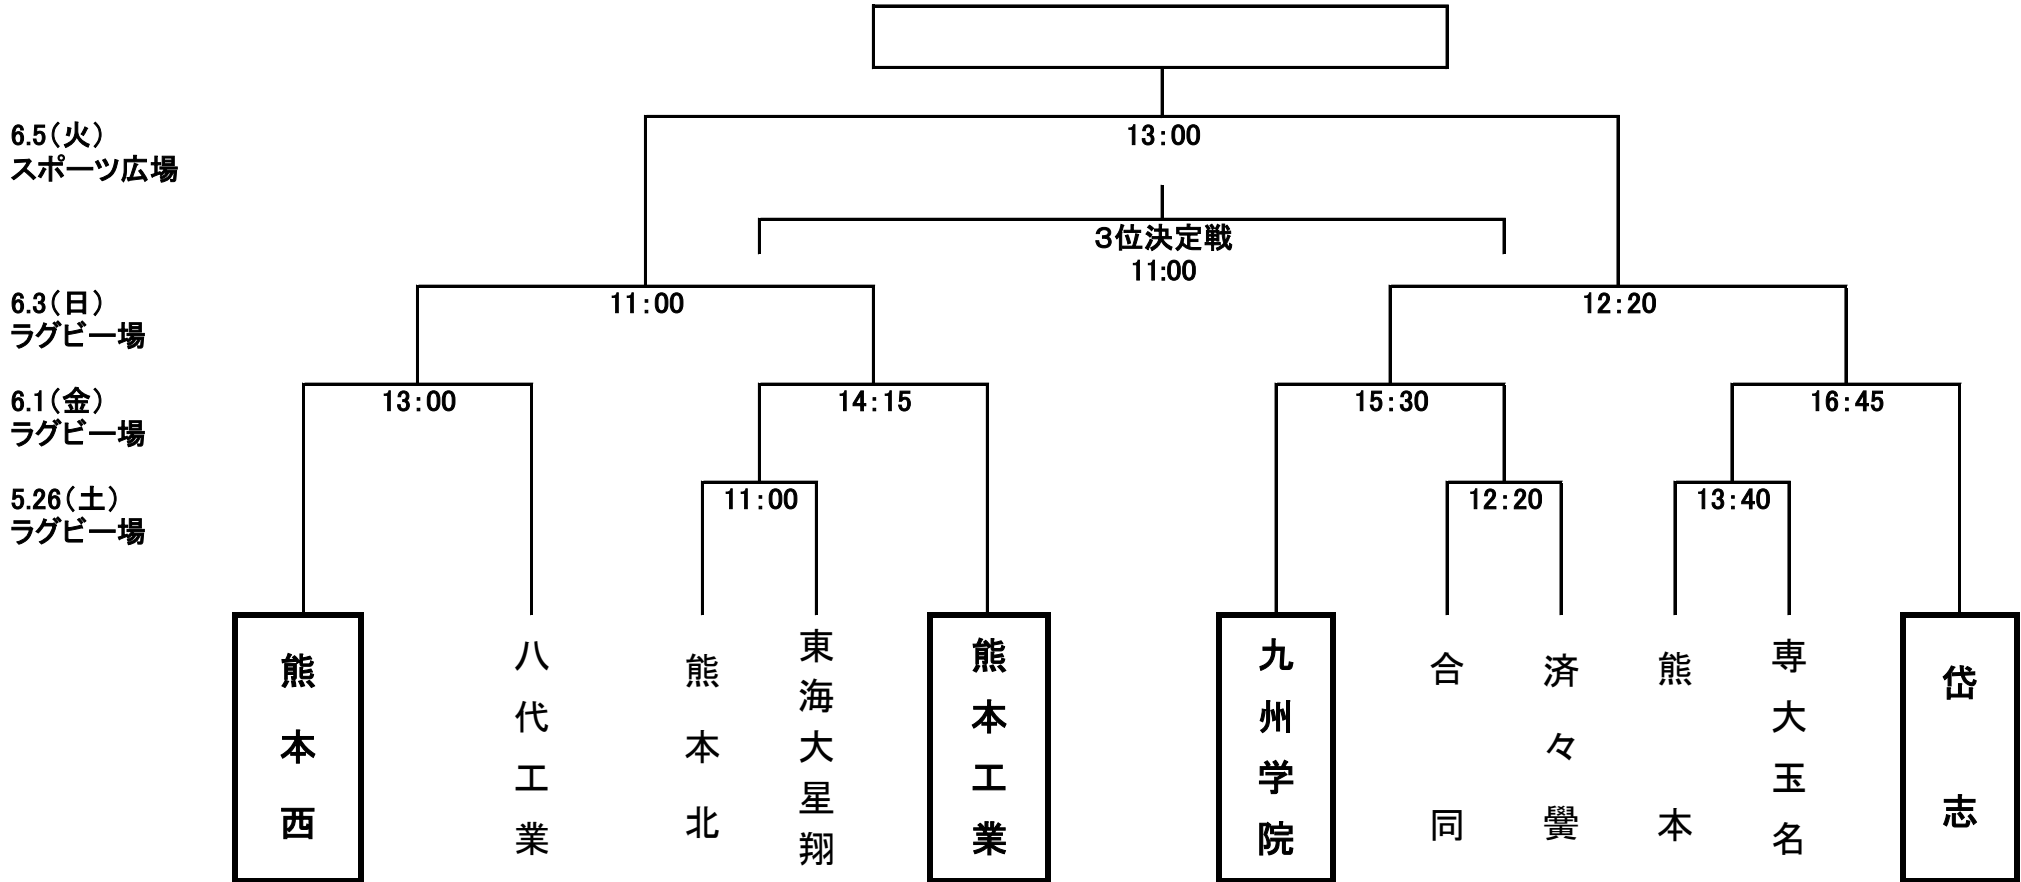 6.5（火）
スポーツ広場
13：00
３位決定戦
11:00
6.3（日）
ラグビー場
11：00
12：20
6.1（金）
ラグビー場
13：00
14：15
15：30
16：45
5.26（土）
ラグビー場
11：00
12：20
13：40
熊本西
八代工業
熊本北
東海大星翔
熊本工業
九州学院
合同
済々黌
熊本
専大玉名
岱志